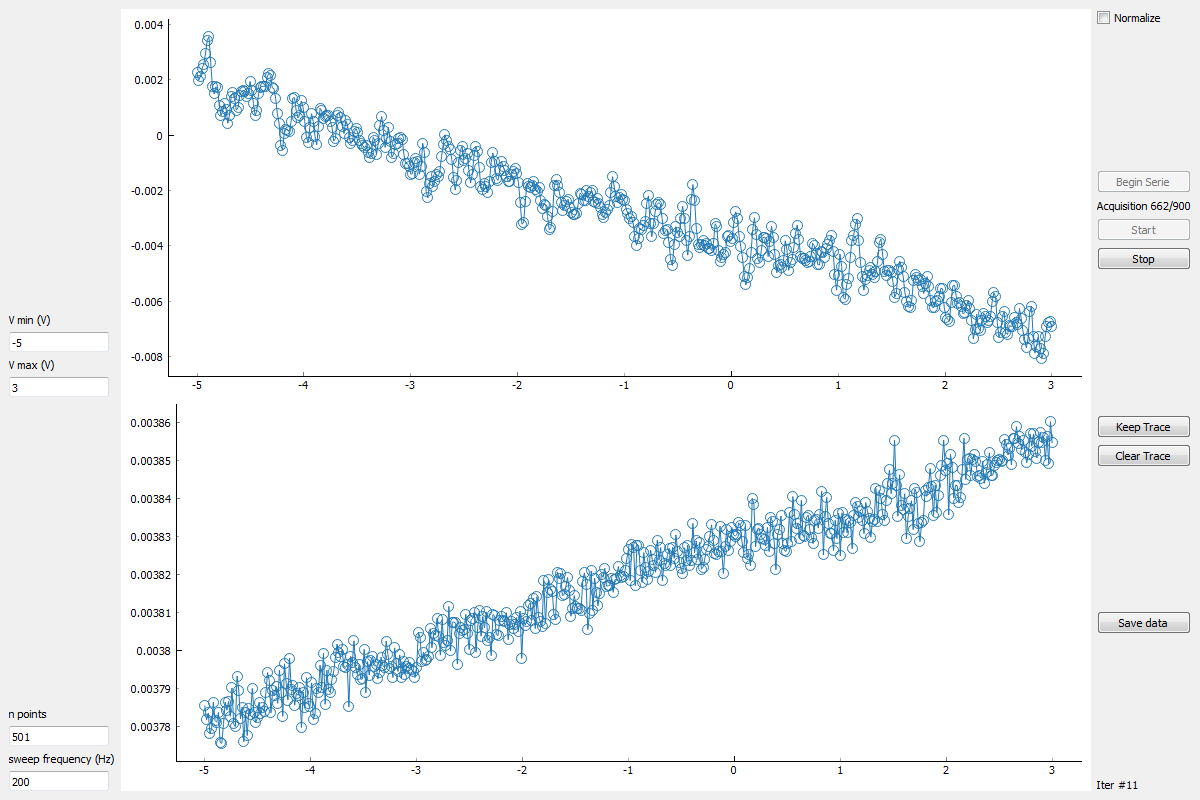 Normalize
0.004
0.002
0
-0.002
-0.004
-0.006
-0.008
-5 -4 -3 -2 -1 0 1 2 3
Begin Serie
Acquisition 662/900
Start
Stop
V min (V)
-5
V max (V)
3
0.00386
0.00385
0.00384
0.00383
0.00382
0.00381
0.0038
0.00379
0.00378
-5 -4 -3 -2 -1 0 1 2 3
Keep Trace
Clear Trace
Save data
n points
501
sweep frequency (Hz)
200
Iter #11